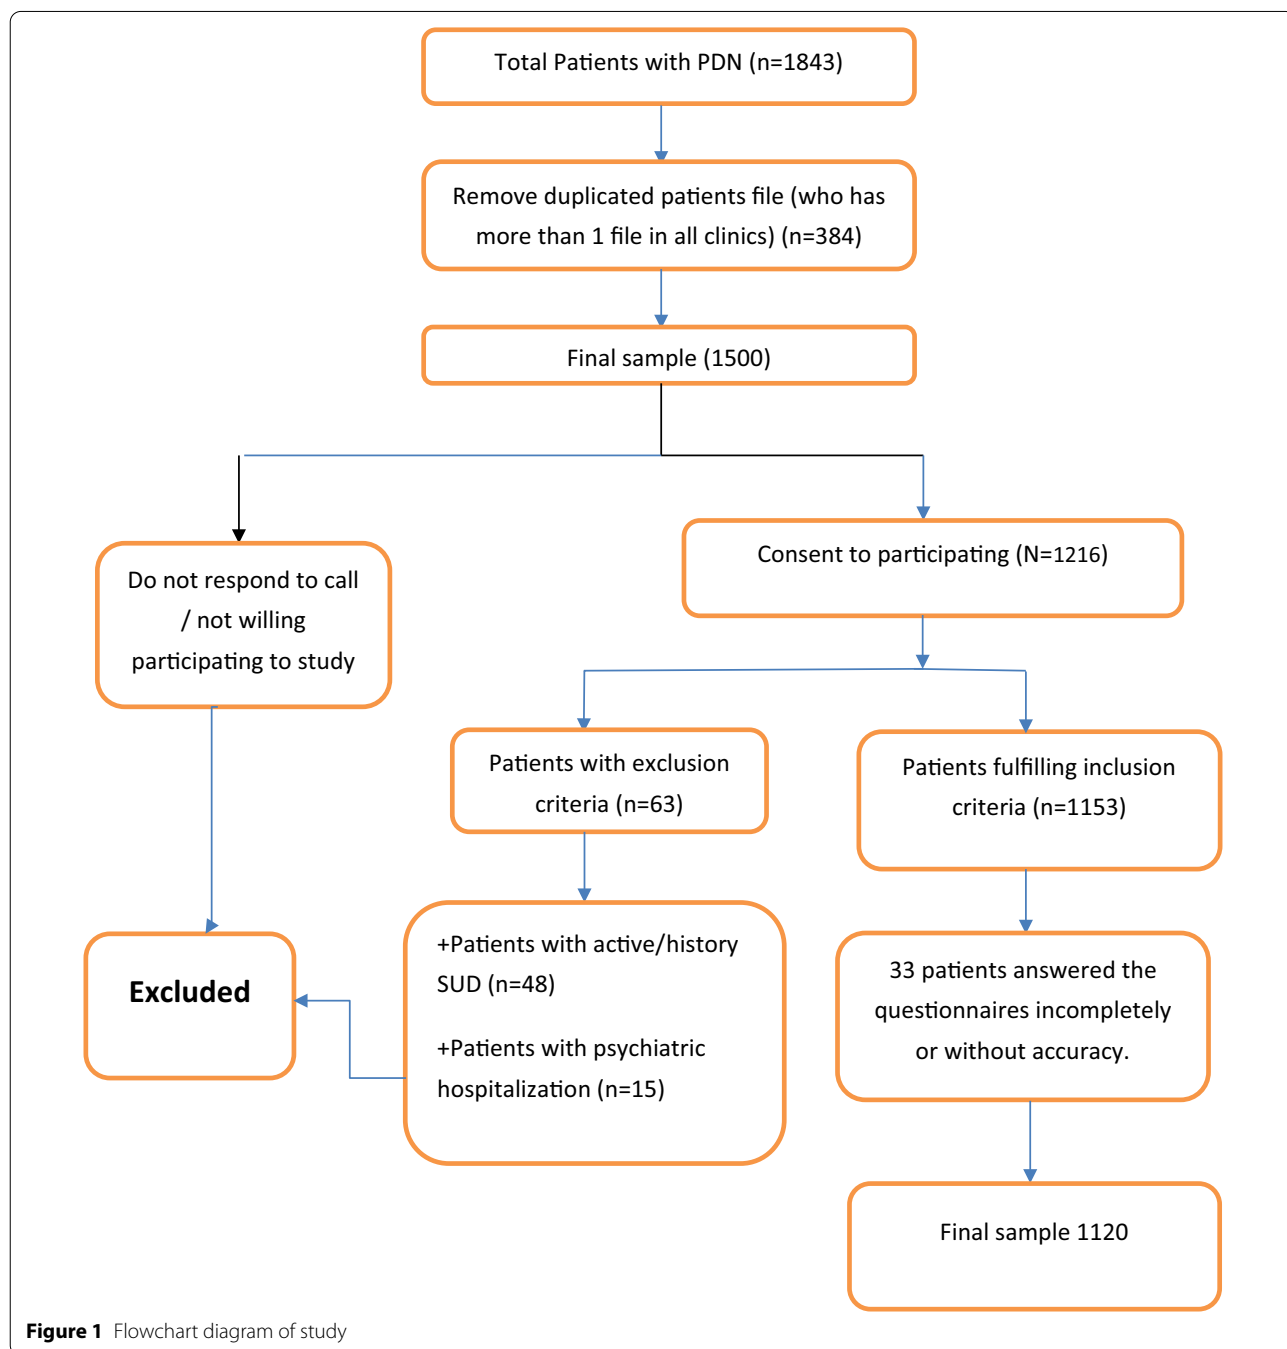 Total Patients with PDN (n=1843)
Remove duplicated patients file (who has
more than 1 file in all clinics) (n=384)
Final sample (1500)
Do not respond to call
/ not willing
participating to study
Consent to participating (N=1216)
Patients with exclusion
criteria (n=63)
Patients fulfilling inclusion
criteria (n=1153)
Excluded
+Patients with active/history
SUD (n=48)
+Patients with psychiatric
hospitalization (n=15)
33 patients answered the
questionnaires incompletely
or without accuracy.
Final sample 1120
Figure 1 Flowchart diagram of study